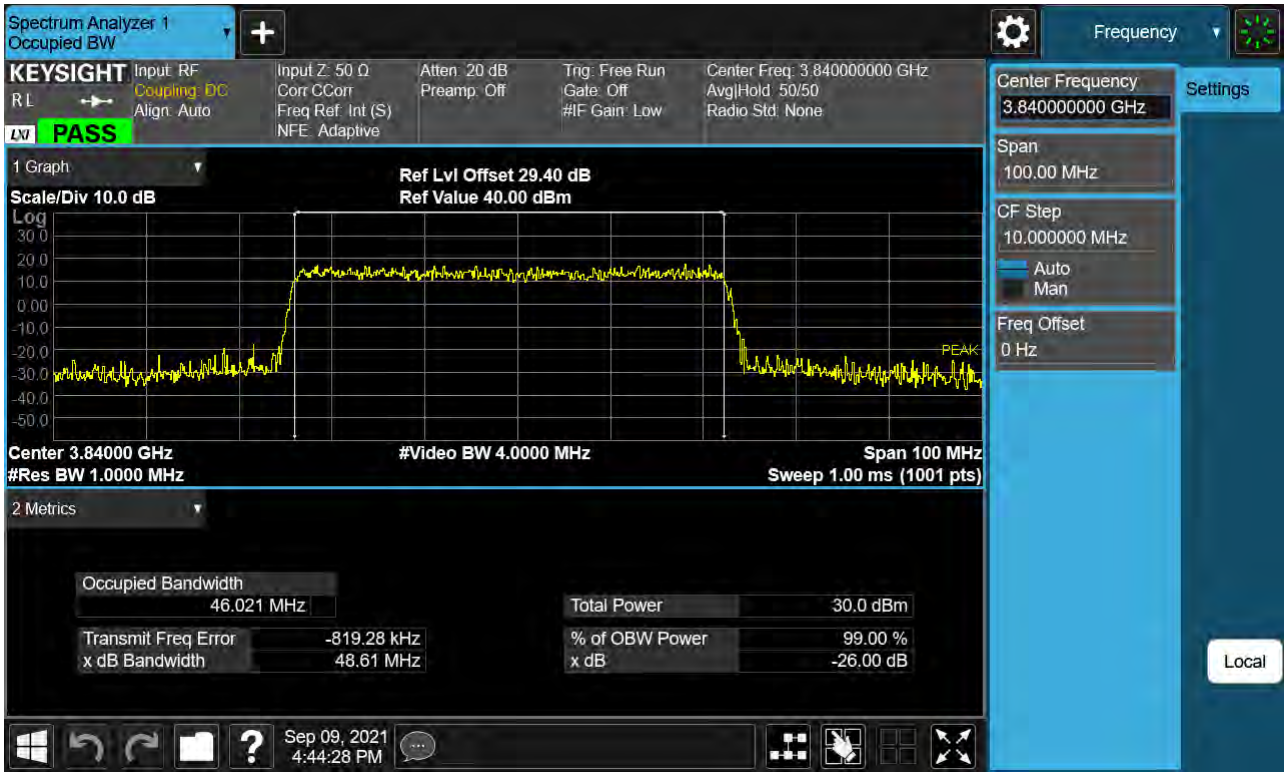 Spectrum Analyzer 1
Occupied BW
+
Frequency
KEYSIGHT
RL
LXI PASS
Input: RF
Coupling: DC
Align: Auto
Input Z: 50 Ω
Corr CCorr
Freq Ref: Int (S)
NFE: Adaptive
Atten: 20 dB
Preamp: Off
Trig: Free Run
Gate: Off
#IF Gain: Low
Center Freq: 3.840000000 GHz
Avg|Hold: 50/50
Radio Std: None
Center Frequency
3.840000000 GHz
Settings
Span
100.00 MHz
CF Step
10.000000 MHz
Auto
Man
Freq Offset
0 Hz
1 Graph
Scale/Div 10.0 dB
Ref Lvl Offset 29.40 dB
Ref Value 40.00 dBm
Log
30.0
20.0
10.0
0.00
-10.0
-20.0
-30.0
-40.0
-50.0
PEAK
Center 3.84000 GHz
#Res BW 1.0000 MHz
#Video BW 4.0000 MHz
Span 100 MHz
Sweep 1.00 ms (1001 pts)
2 Metrics
Occupied Bandwidth
46.021 MHz
Transmit Freq Error -819.28 kHz
x dB Bandwidth 48.61 MHz
Total Power 30.0 dBm
% of OBW Power 99.00 %
x dB -26.00 dB
Local
?
Sep 09, 2021
4:44:28 PM